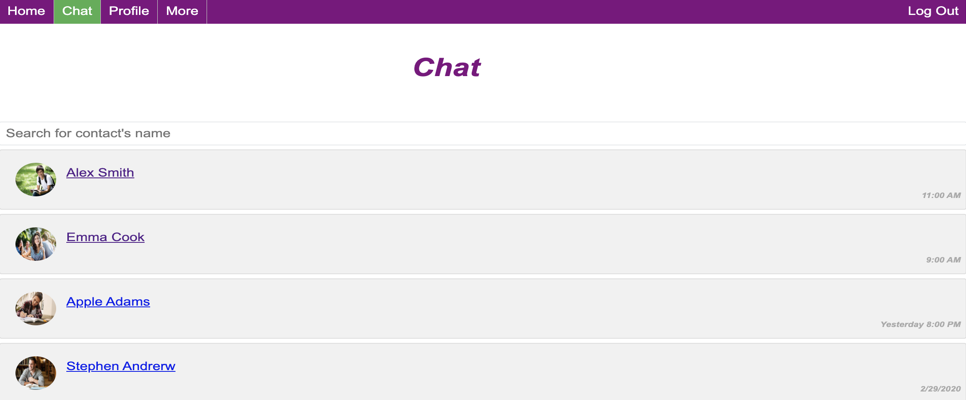 Home Chat Profile More Log Out
Chat
Search for contact's name
Alex Smith
11:00 AM
Emma Cook
9:00 AM
Apple Adams
Yesterday 8:00 PM
Stephen Andrerw
2/29/2020